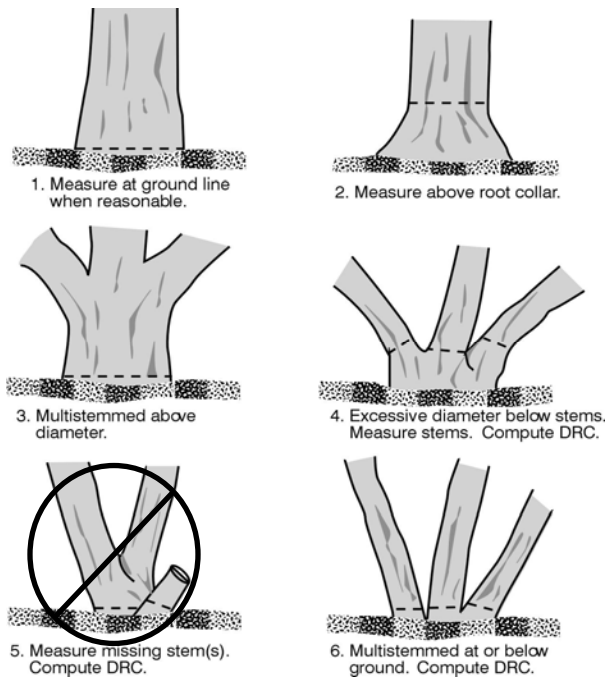 1. Measure at ground line
when reasonable.
2. Measure above root collar.
3. Multistemmed above
diameter.
4. Excessive diameter below stems.
Measure stems. Compute DRC.
5. Measure missing stem(s).
Compute DRC.
6. Multistemmed at or below
ground. Compute DRC.